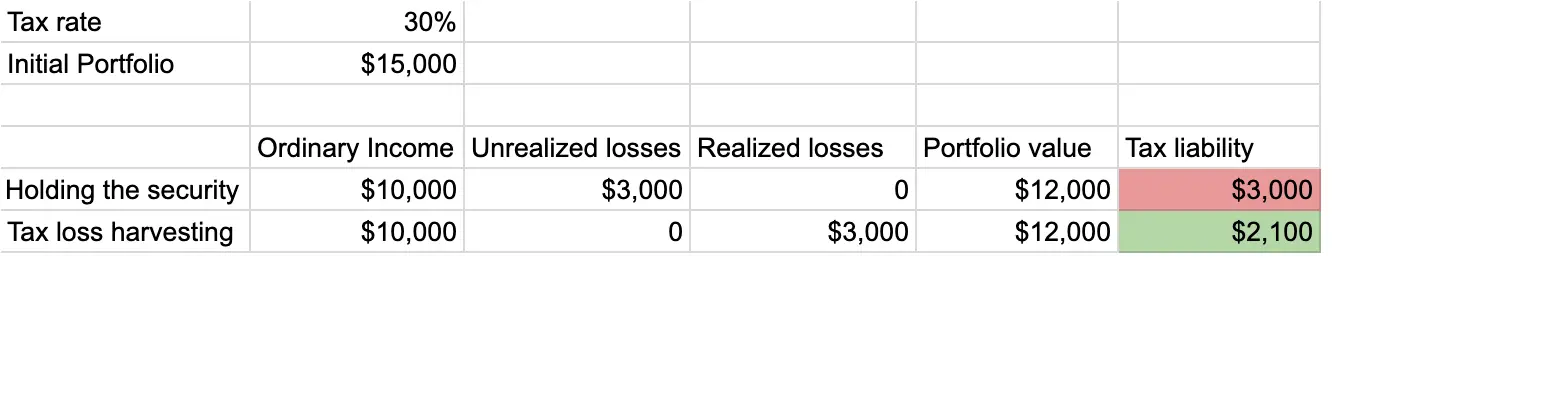 Tax rate 30%
Initial Portfolio $15,000
Ordinary Income Unrealized losses Realized losses Portfolio value Tax liability
Holding the security $10,000 $3,000 0 $12,000 $3,000
Tax loss harvesting $10,000 0 $3,000 $12,000 $2,100